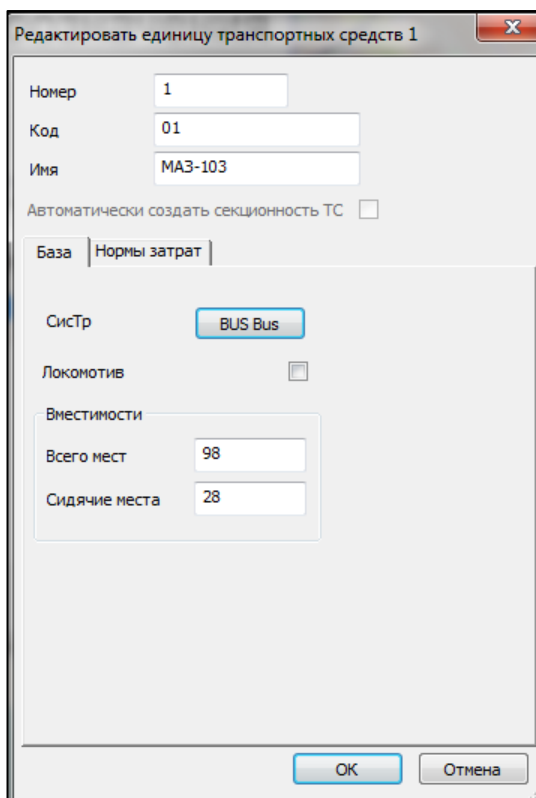 Редактировать единицу транспортных средств 1
Номер 1
Код 01
Имя МАЗ-103
Автоматически создать секционность ТС
База Нормы затрат
СисТр BUS Bus
Локомотив
Вместимости
Всего мест 98
Сидячие места 28
OK Отмена